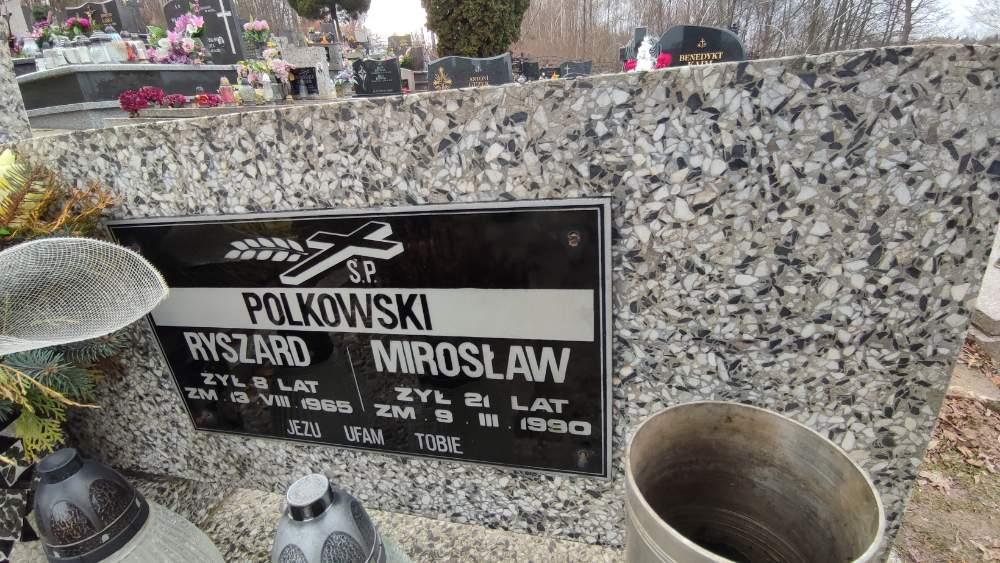 BENEDYKT
ANTONI
Ś.P.
POLKOWSKI
RYSZARD
ŻYŁ 8 LAT
ZM. 13 VIII 1965
MIROSŁAW
ŻYŁ 21 LAT
ZM. 9 III 1990
JEZU UFAM TOBIE